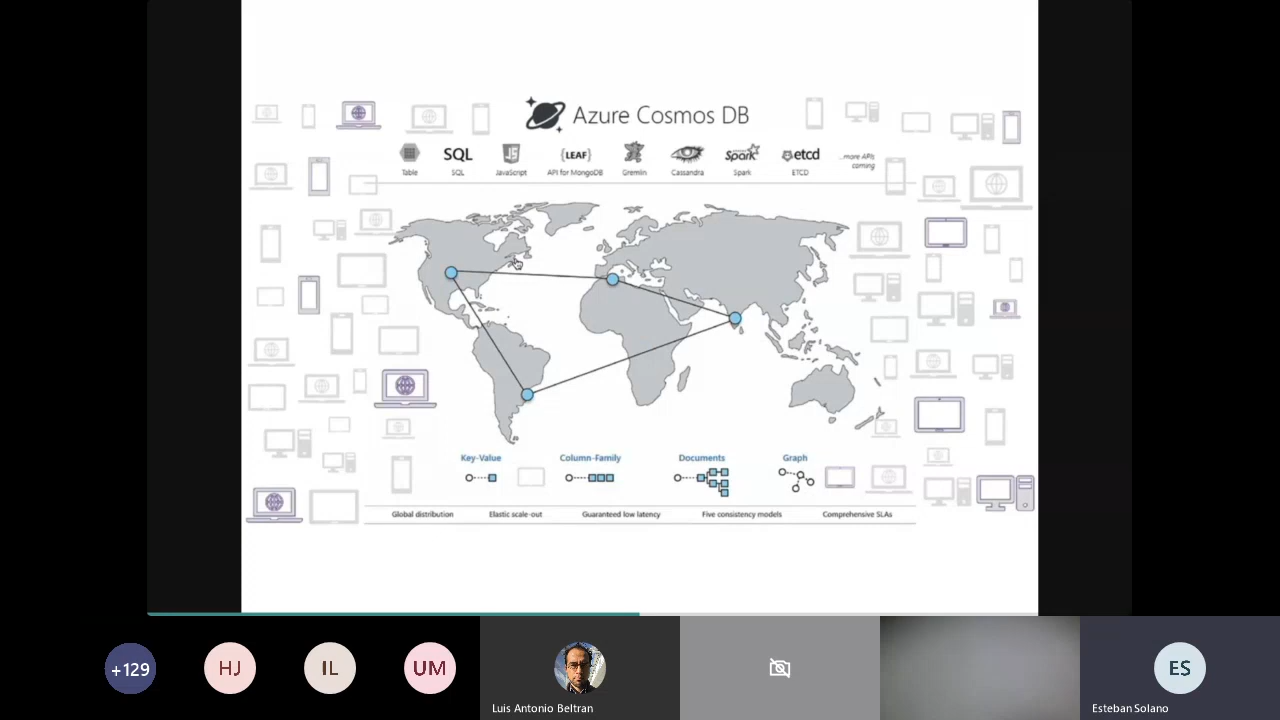 Azure Cosmos DB
SQL
JS
{LEAF}
Spark
etcd
...more APIs
coming
Table
SQL
JavaScript
API for MongoDB
Gremlin
Cassandra
Spark
ETCD
Key-Value
Column-Family
Documents
Graph
Global distribution
Elastic scale-out
Guaranteed low latency
Five consistency models
Comprehensive SLAs
+129
HJ
IL
UM
Luis Antonio Beltran
ES
Esteban Solano